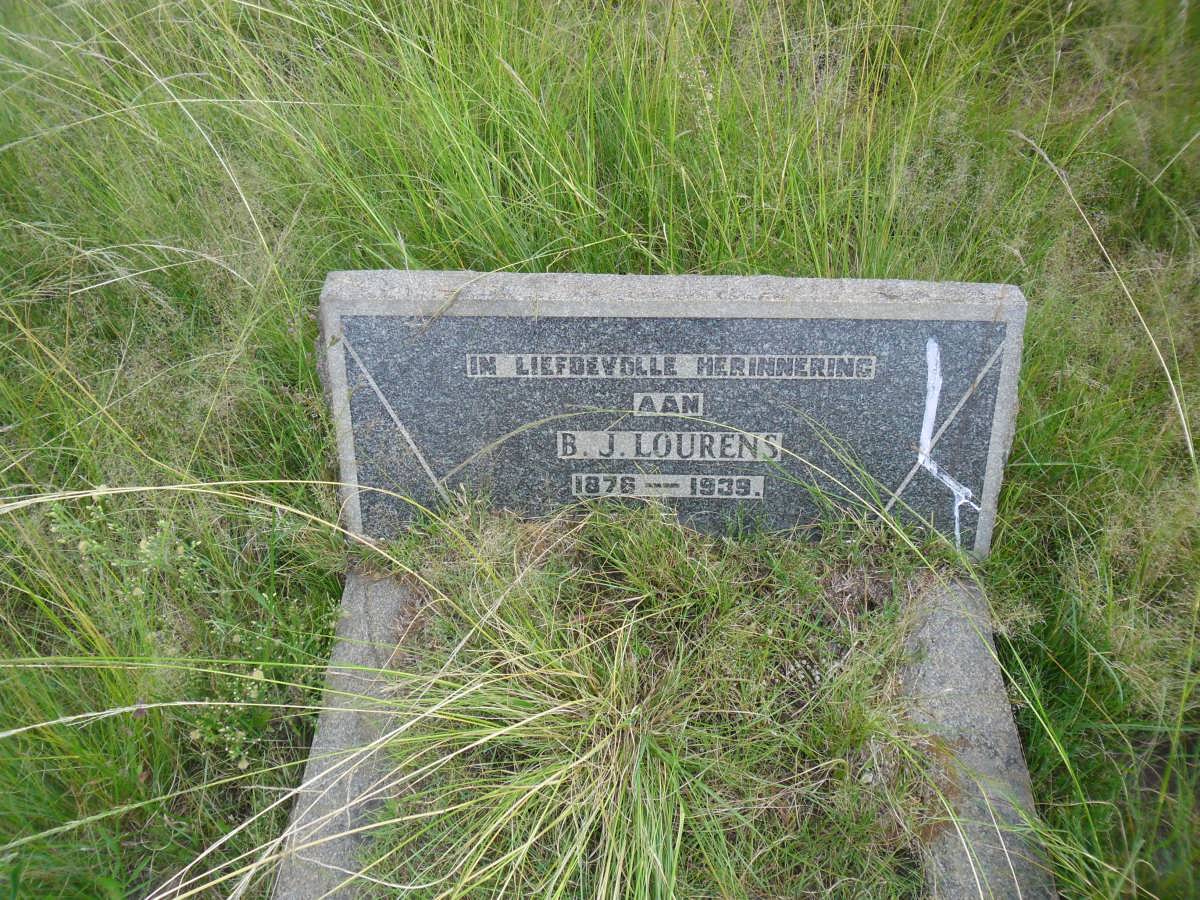 IN LIEFDEVOLLE HERINNERING
AAN
B. J. LOURENS
1876 — 1939.